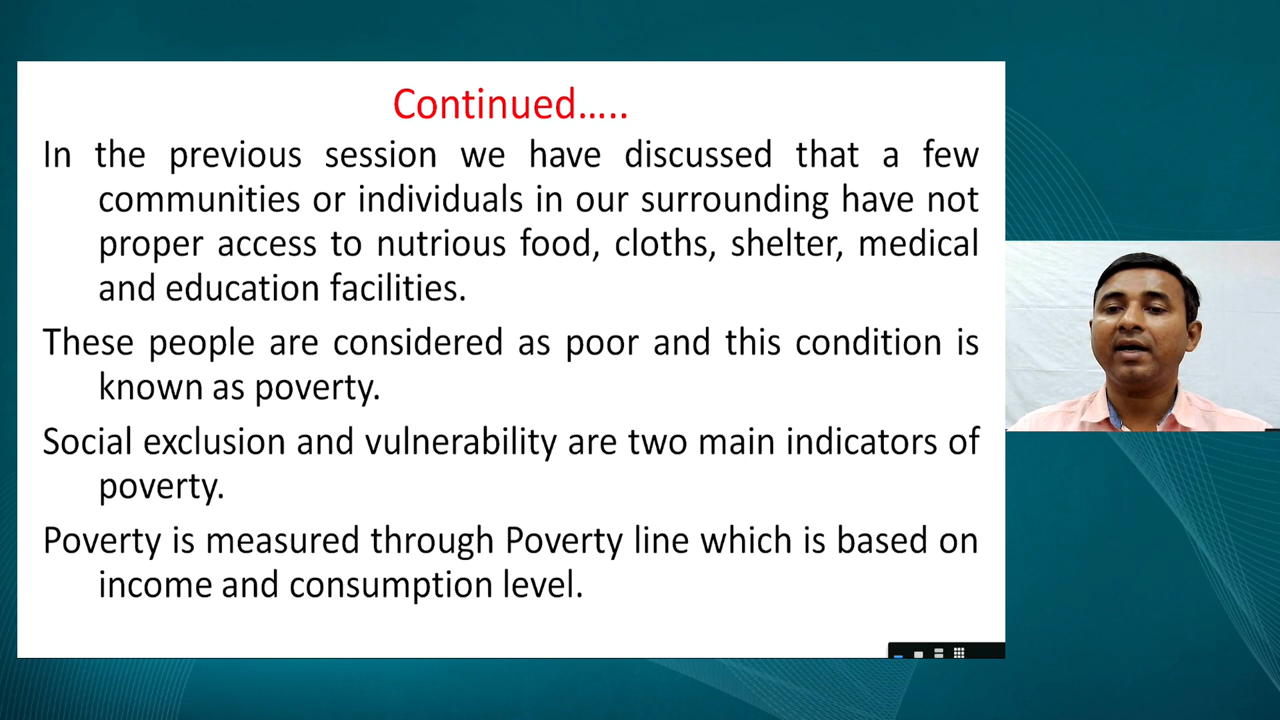 Continued.....
In the previous session we have discussed that a few
communities or individuals in our surrounding have not
proper access to nutrious food, cloths, shelter, medical
and education facilities.
These people are considered as poor and this condition is
known as poverty.
Social exclusion and vulnerability are two main indicators of
poverty.
Poverty is measured through Poverty line which is based on
income and consumption level.